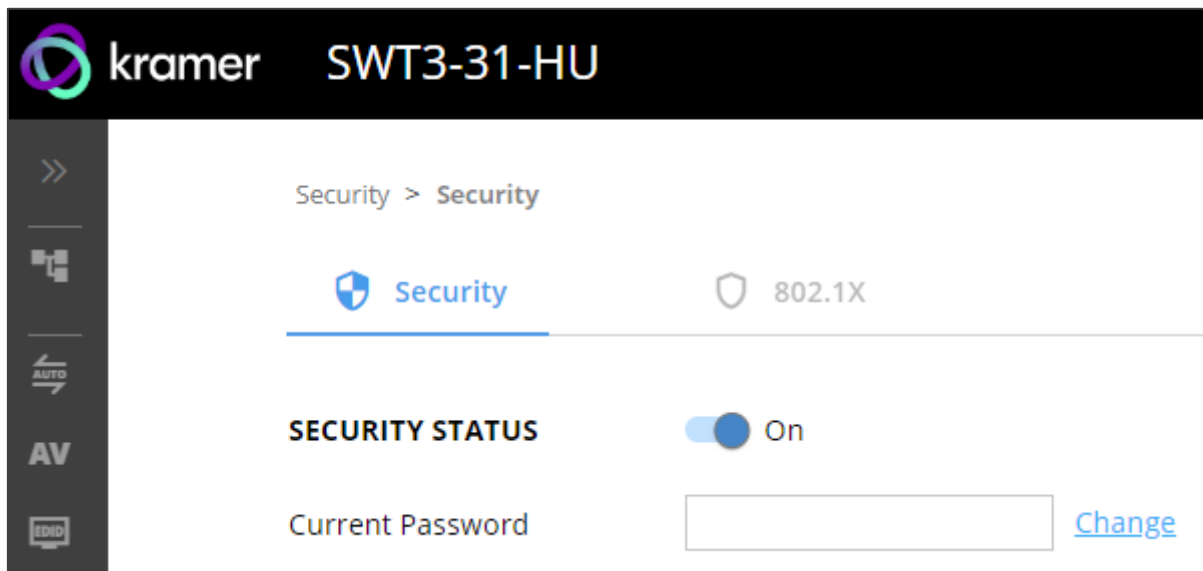 kramer SWT3-31-HU
Security > Security
Security 802.1X
AUTO
SECURITY STATUS On
AV
Current Password Change
EDID